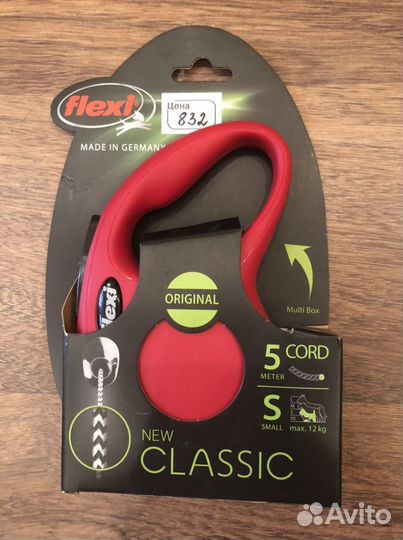 flexi
Цена
832
MADE IN GERMANY
flexi
ORIGINAL
Multi Box
5 CORD
METER
S
SMALL
max. 12 kg
NEW
CLASSIC
Avito